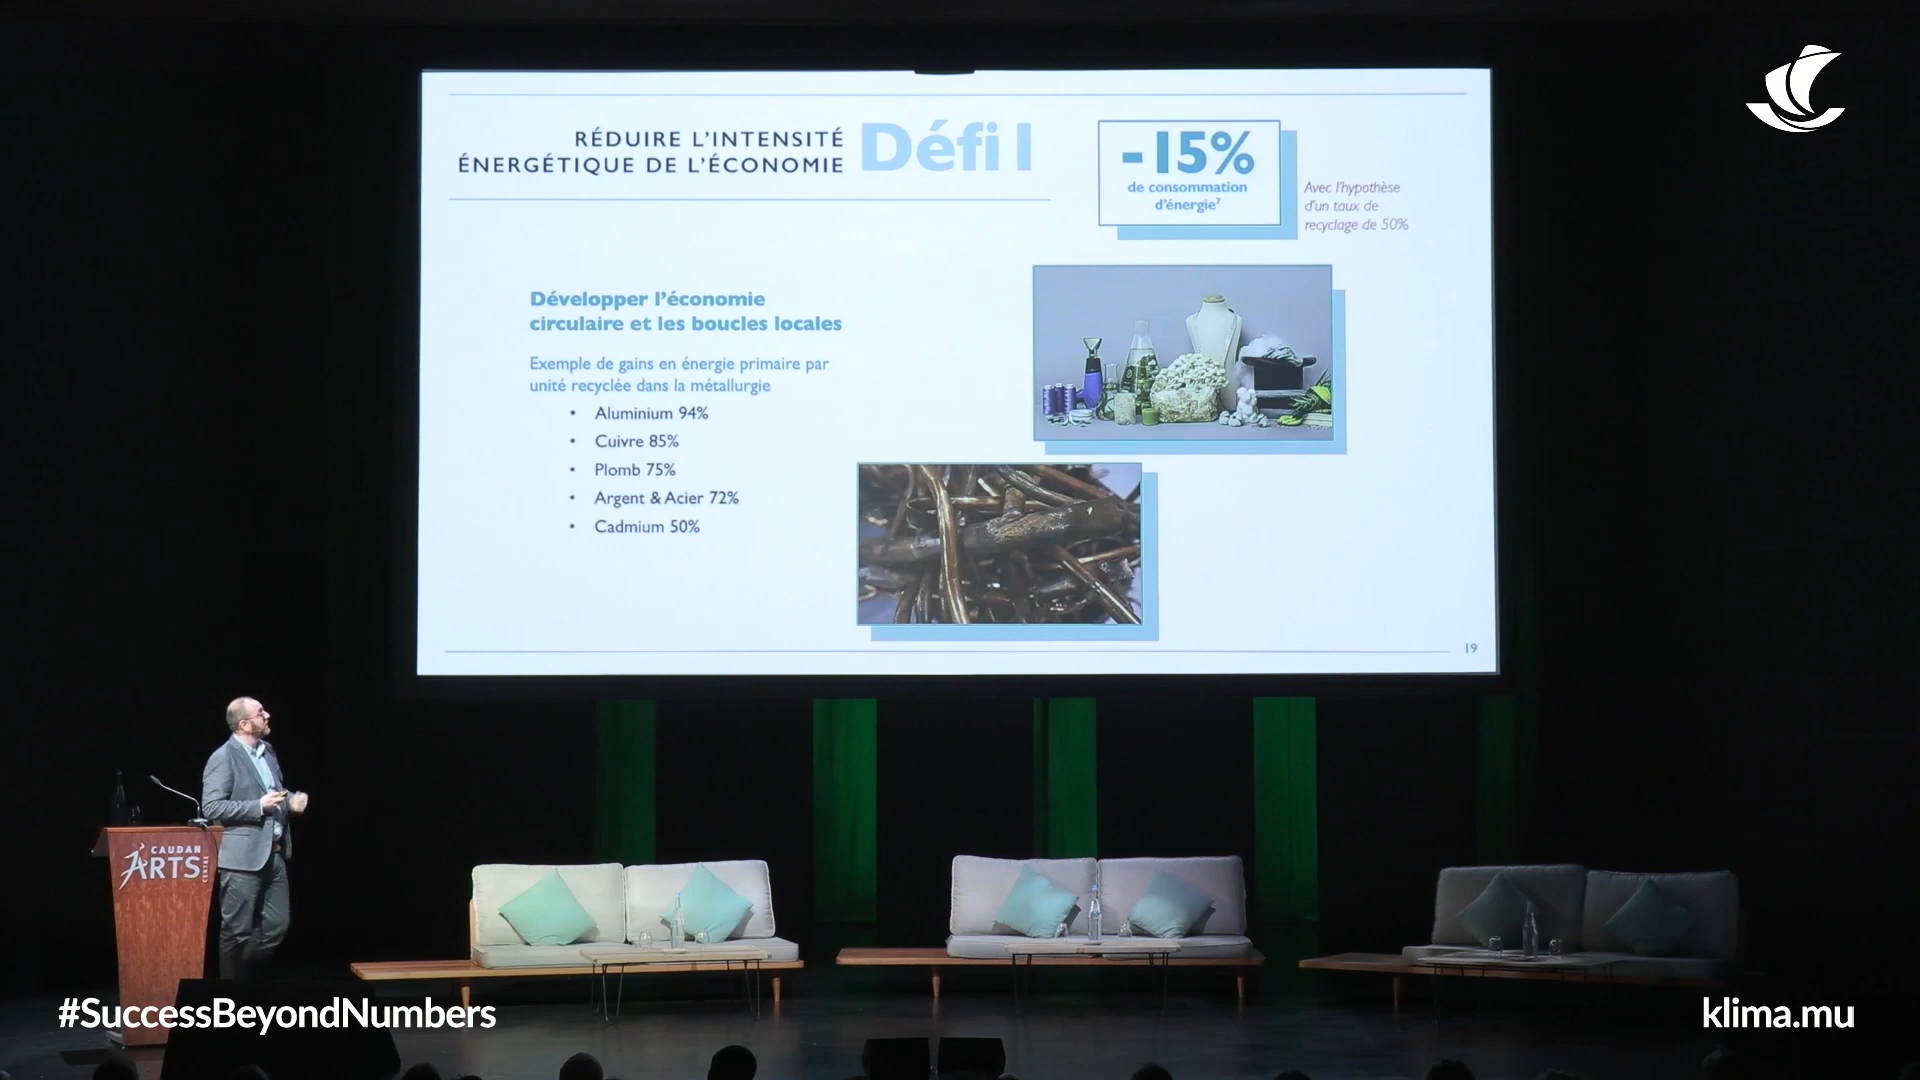 RÉDUIRE L'INTENSITÉ
ÉNERGÉTIQUE DE L'ÉCONOMIE
Défi 1
-15%
de consommation
d'énergie⁷
Avec l'hypothèse
d'un taux de
recyclage de 50%
Développer l'économie
circulaire et les boucles locales
Exemple de gains en énergie primaire par
unité recyclée dans la métallurgie
• Aluminium 94%
• Cuivre 85%
• Plomb 75%
• Argent & Acier 72%
• Cadmium 50%
19
CAUDAN
ARTS
CENTRE
#SuccessBeyondNumbers
klima.mu